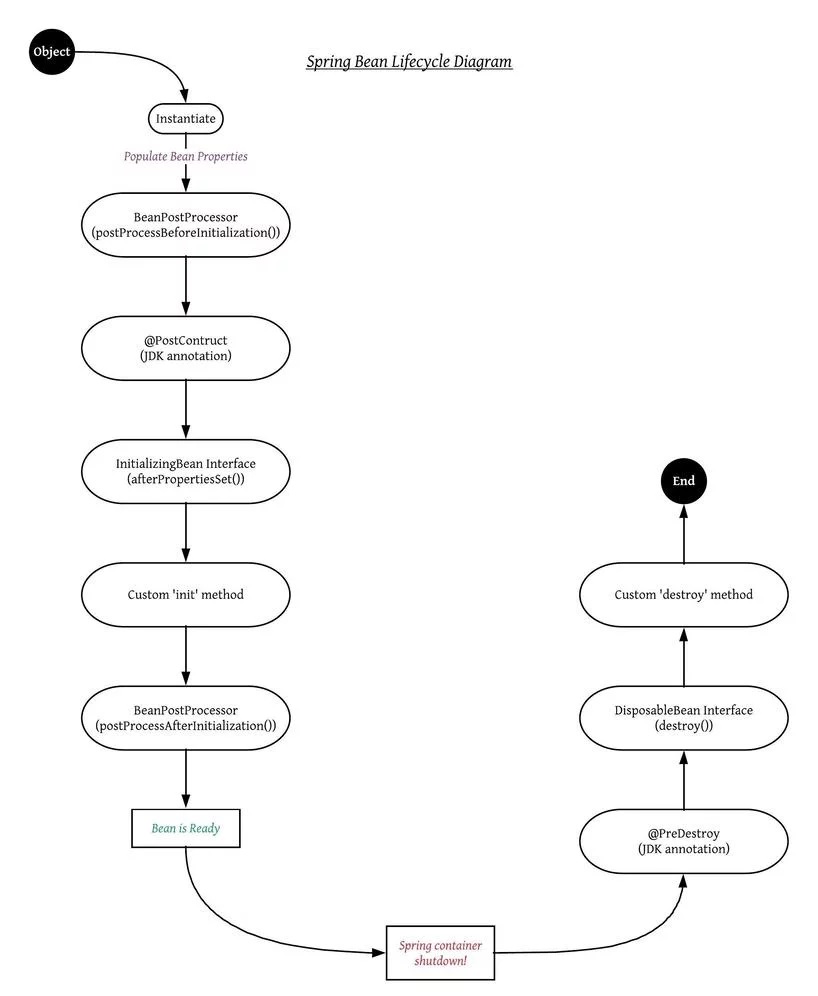 Object
Spring Bean Lifecycle Diagram
Instantiate
Populate Bean Properties
BeanPostProcessor
(postProcessBeforeInitialization())
@PostContruct
(JDK annotation)
InitializingBean Interface
(afterPropertiesSet())
Custom 'init' method
BeanPostProcessor
(postProcessAfterInitialization())
Bean is Ready
Spring container
shutdown!
@PreDestroy
(JDK annotation)
DisposableBean Interface
(destroy())
Custom 'destroy' method
End